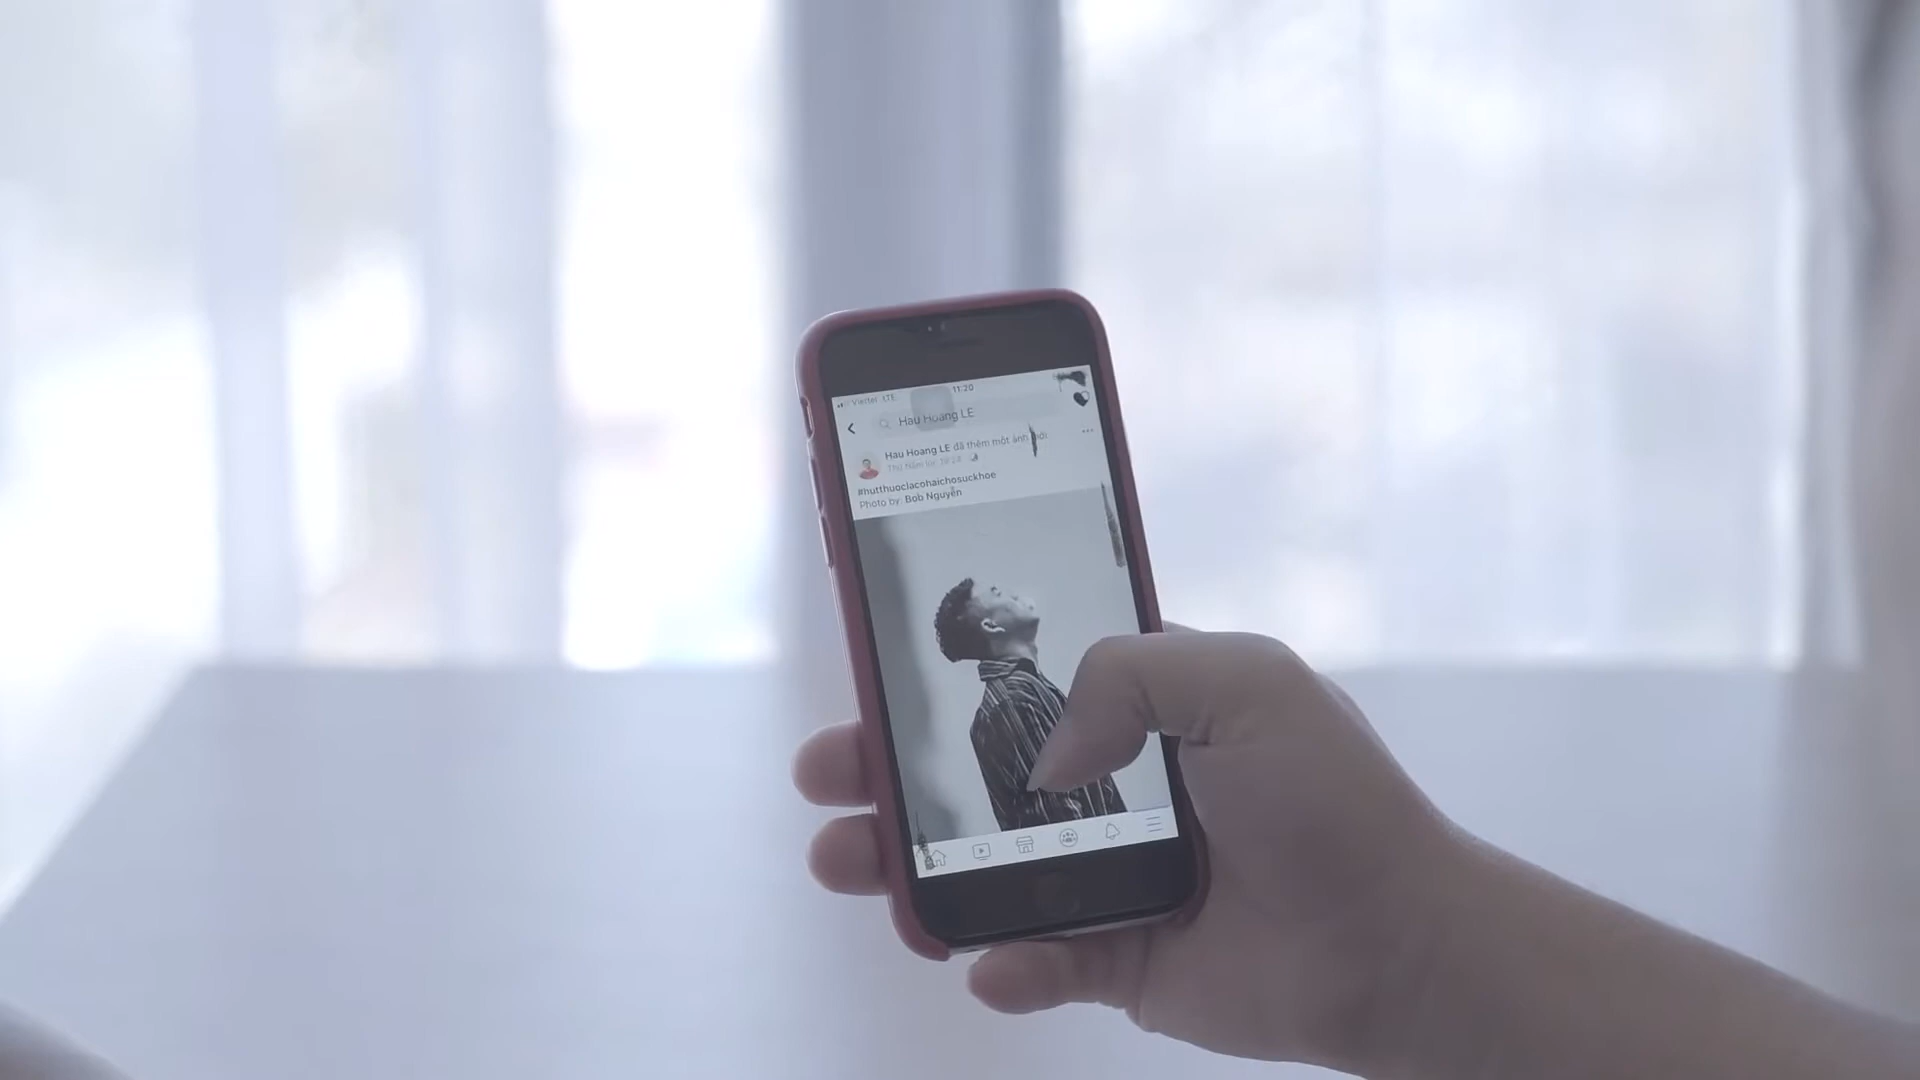 Viettel LTE 11:20
Hau Hoang LE
Hau Hoang LE đã thêm một ảnh mới.
#hutthuoclacohaichosuckhoe
Photo by: Bob Nguyễn